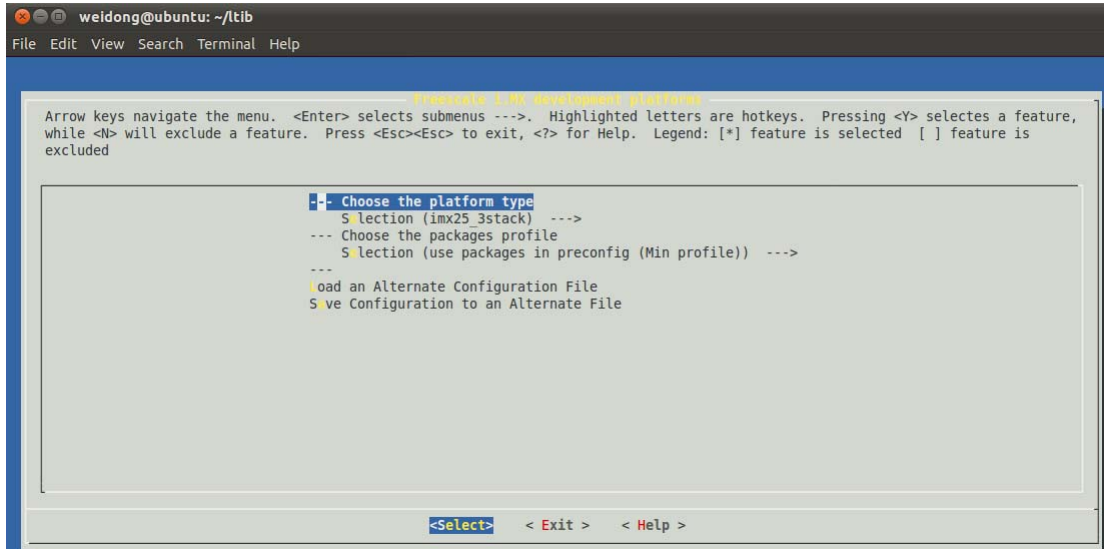 weidong@ubuntu: ~/ltib
File Edit View Search Terminal Help
Freescale i.MX development platforms
Arrow keys navigate the menu. <Enter> selects submenus --->. Highlighted letters are hotkeys. Pressing <Y> selectes a feature,
while <N> will exclude a feature. Press <Esc><Esc> to exit, <?> for Help. Legend: [*] feature is selected [ ] feature is
excluded
--- Choose the platform type
Selection (imx25_3stack) --->
--- Choose the packages profile
Selection (use packages in preconfig (Min profile)) --->
---
Load an Alternate Configuration File
Save Configuration to an Alternate File
<Select> < Exit > < Help >